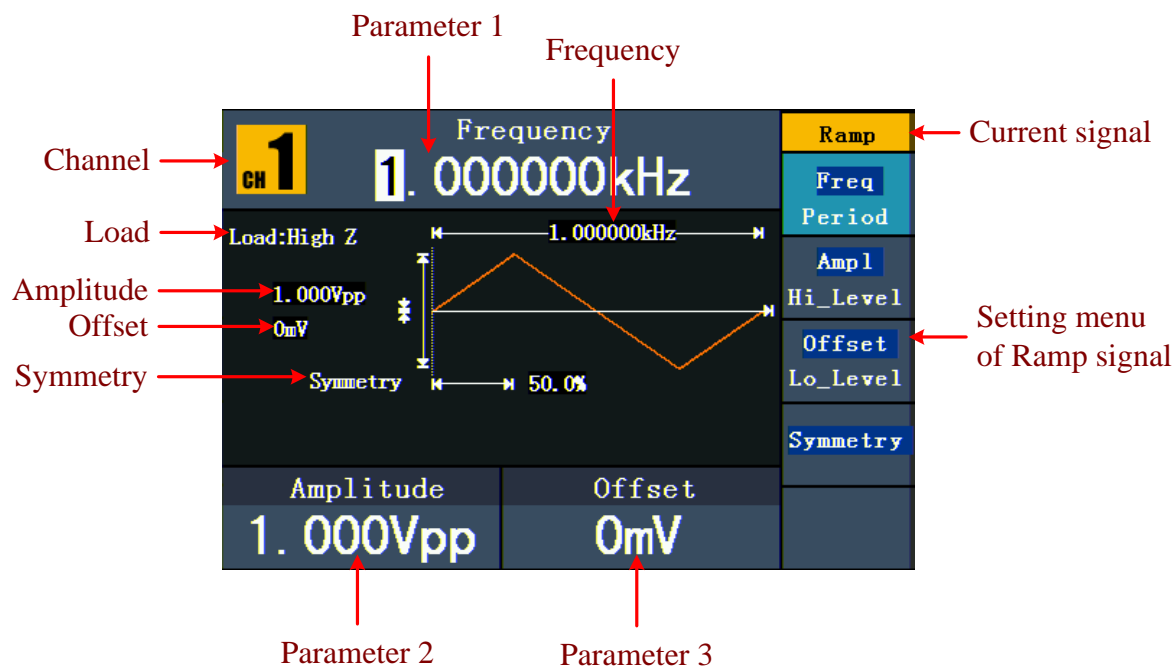 Parameter 1
Frequency
Channel
Load
Amplitude
Offset
Symmetry
CH 1
Frequency
1.000000kHz
Load:High Z
1.000000kHz
1.000Vpp
0mV
Symmetry
50.0%
Amplitude
1.000Vpp
Offset
0mV
Ramp
Freq
Period
Ampl
Hi_Level
Offset
Lo_Level
Symmetry
Current signal
Setting menu
of Ramp signal
Parameter 2
Parameter 3